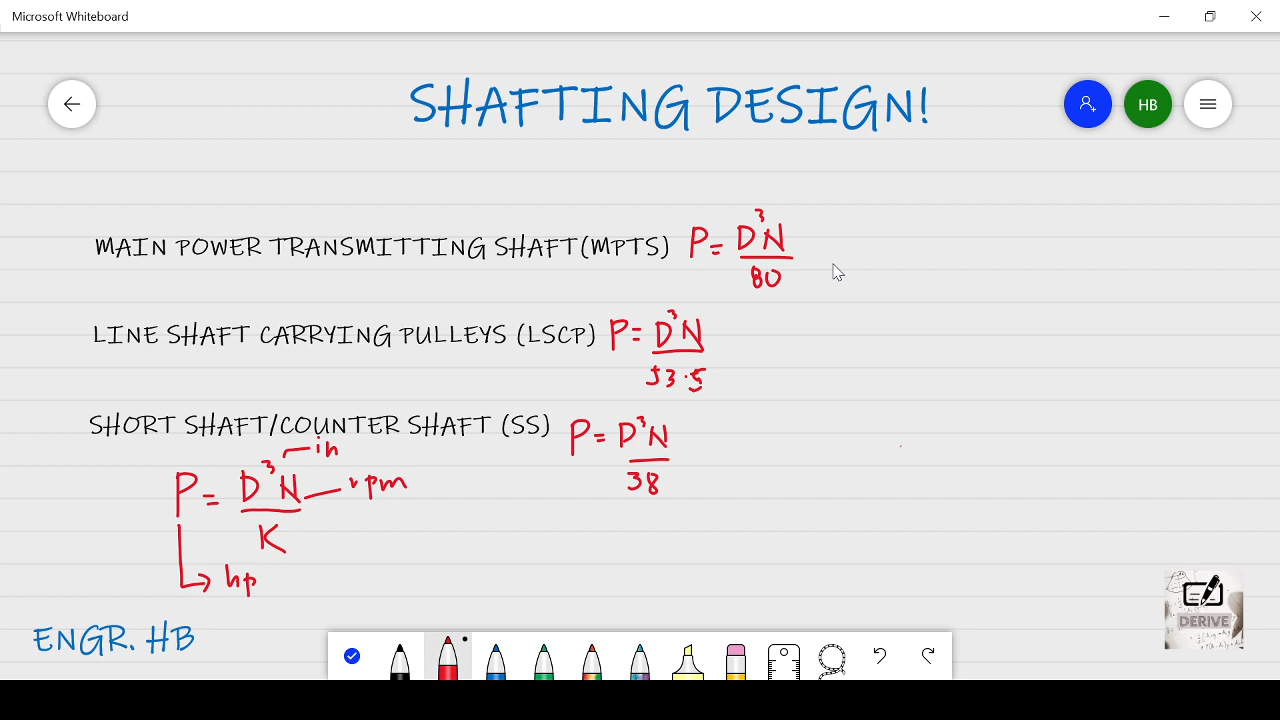 Microsoft Whiteboard
SHAFTING DESIGN!
HB
MAIN POWER TRANSMITTING SHAFT(MPTS) P = D³N / 80
LINE SHAFT CARRYING PULLEYS (LSCP) P = D³N / 53.5
SHORT SHAFT/COUNTER SHAFT (SS) P = D³N / 38
in
P = D³N / K
rpm
hp
ENGR. HB
DERIVE